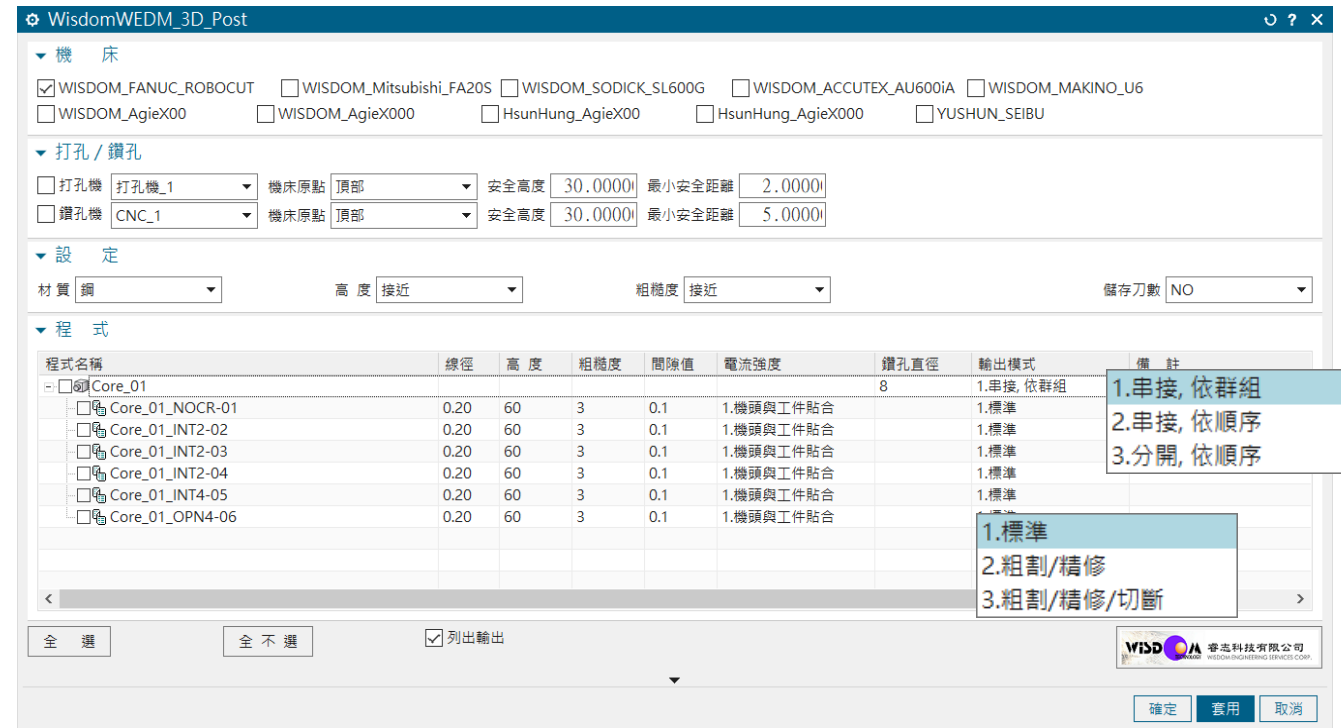 WisdomWEDM_3D_Post
機 床
WISDOM_FANUC_ROBOCUT WISDOM_Mitsubishi_FA20S WISDOM_SODICK_SL600G WISDOM_ACCUTEX_AU600iA WISDOM_MAKINO_U6
WISDOM_AgieX00 WISDOM_AgieX000 HsunHung_AgieX00 HsunHung_AgieX000 YUSHUN_SEIBU
打孔 / 鑽孔
打孔機 打孔機_1 機床原點 頂部 安全高度 30.0000 最小安全距離 2.0000
鑽孔機 CNC_1 機床原點 頂部 安全高度 30.0000 最小安全距離 5.0000
設 定
材 質 鋼 高 度 接近 粗糙度 接近 儲存刀數 NO
程 式
程式名稱 線徑 高 度 粗糙度 間隙值 電流強度 鑽孔直徑 輸出模式 備 註
Core_01 8 1.串接, 依群組
Core_01_NOCR-01 0.20 60 3 0.1 1.機頭與工件貼合 1.標準
Core_01_INT2-02 0.20 60 3 0.1 1.機頭與工件貼合 1.標準
Core_01_INT2-03 0.20 60 3 0.1 1.機頭與工件貼合 1.標準
Core_01_INT2-04 0.20 60 3 0.1 1.機頭與工件貼合 1.標準
Core_01_INT4-05 0.20 60 3 0.1 1.機頭與工件貼合 1.標準
Core_01_OPN4-06 0.20 60 3 0.1 1.機頭與工件貼合
1.串接, 依群組
2.串接, 依順序
3.分開, 依順序
1.標準
2.粗割/精修
3.粗割/精修/切斷
全 選 全 不 選 列出輸出
WISDOM 睿志科技有限公司
WISDOM ENGINEERING SERVICES CORP.
確定 套用 取消